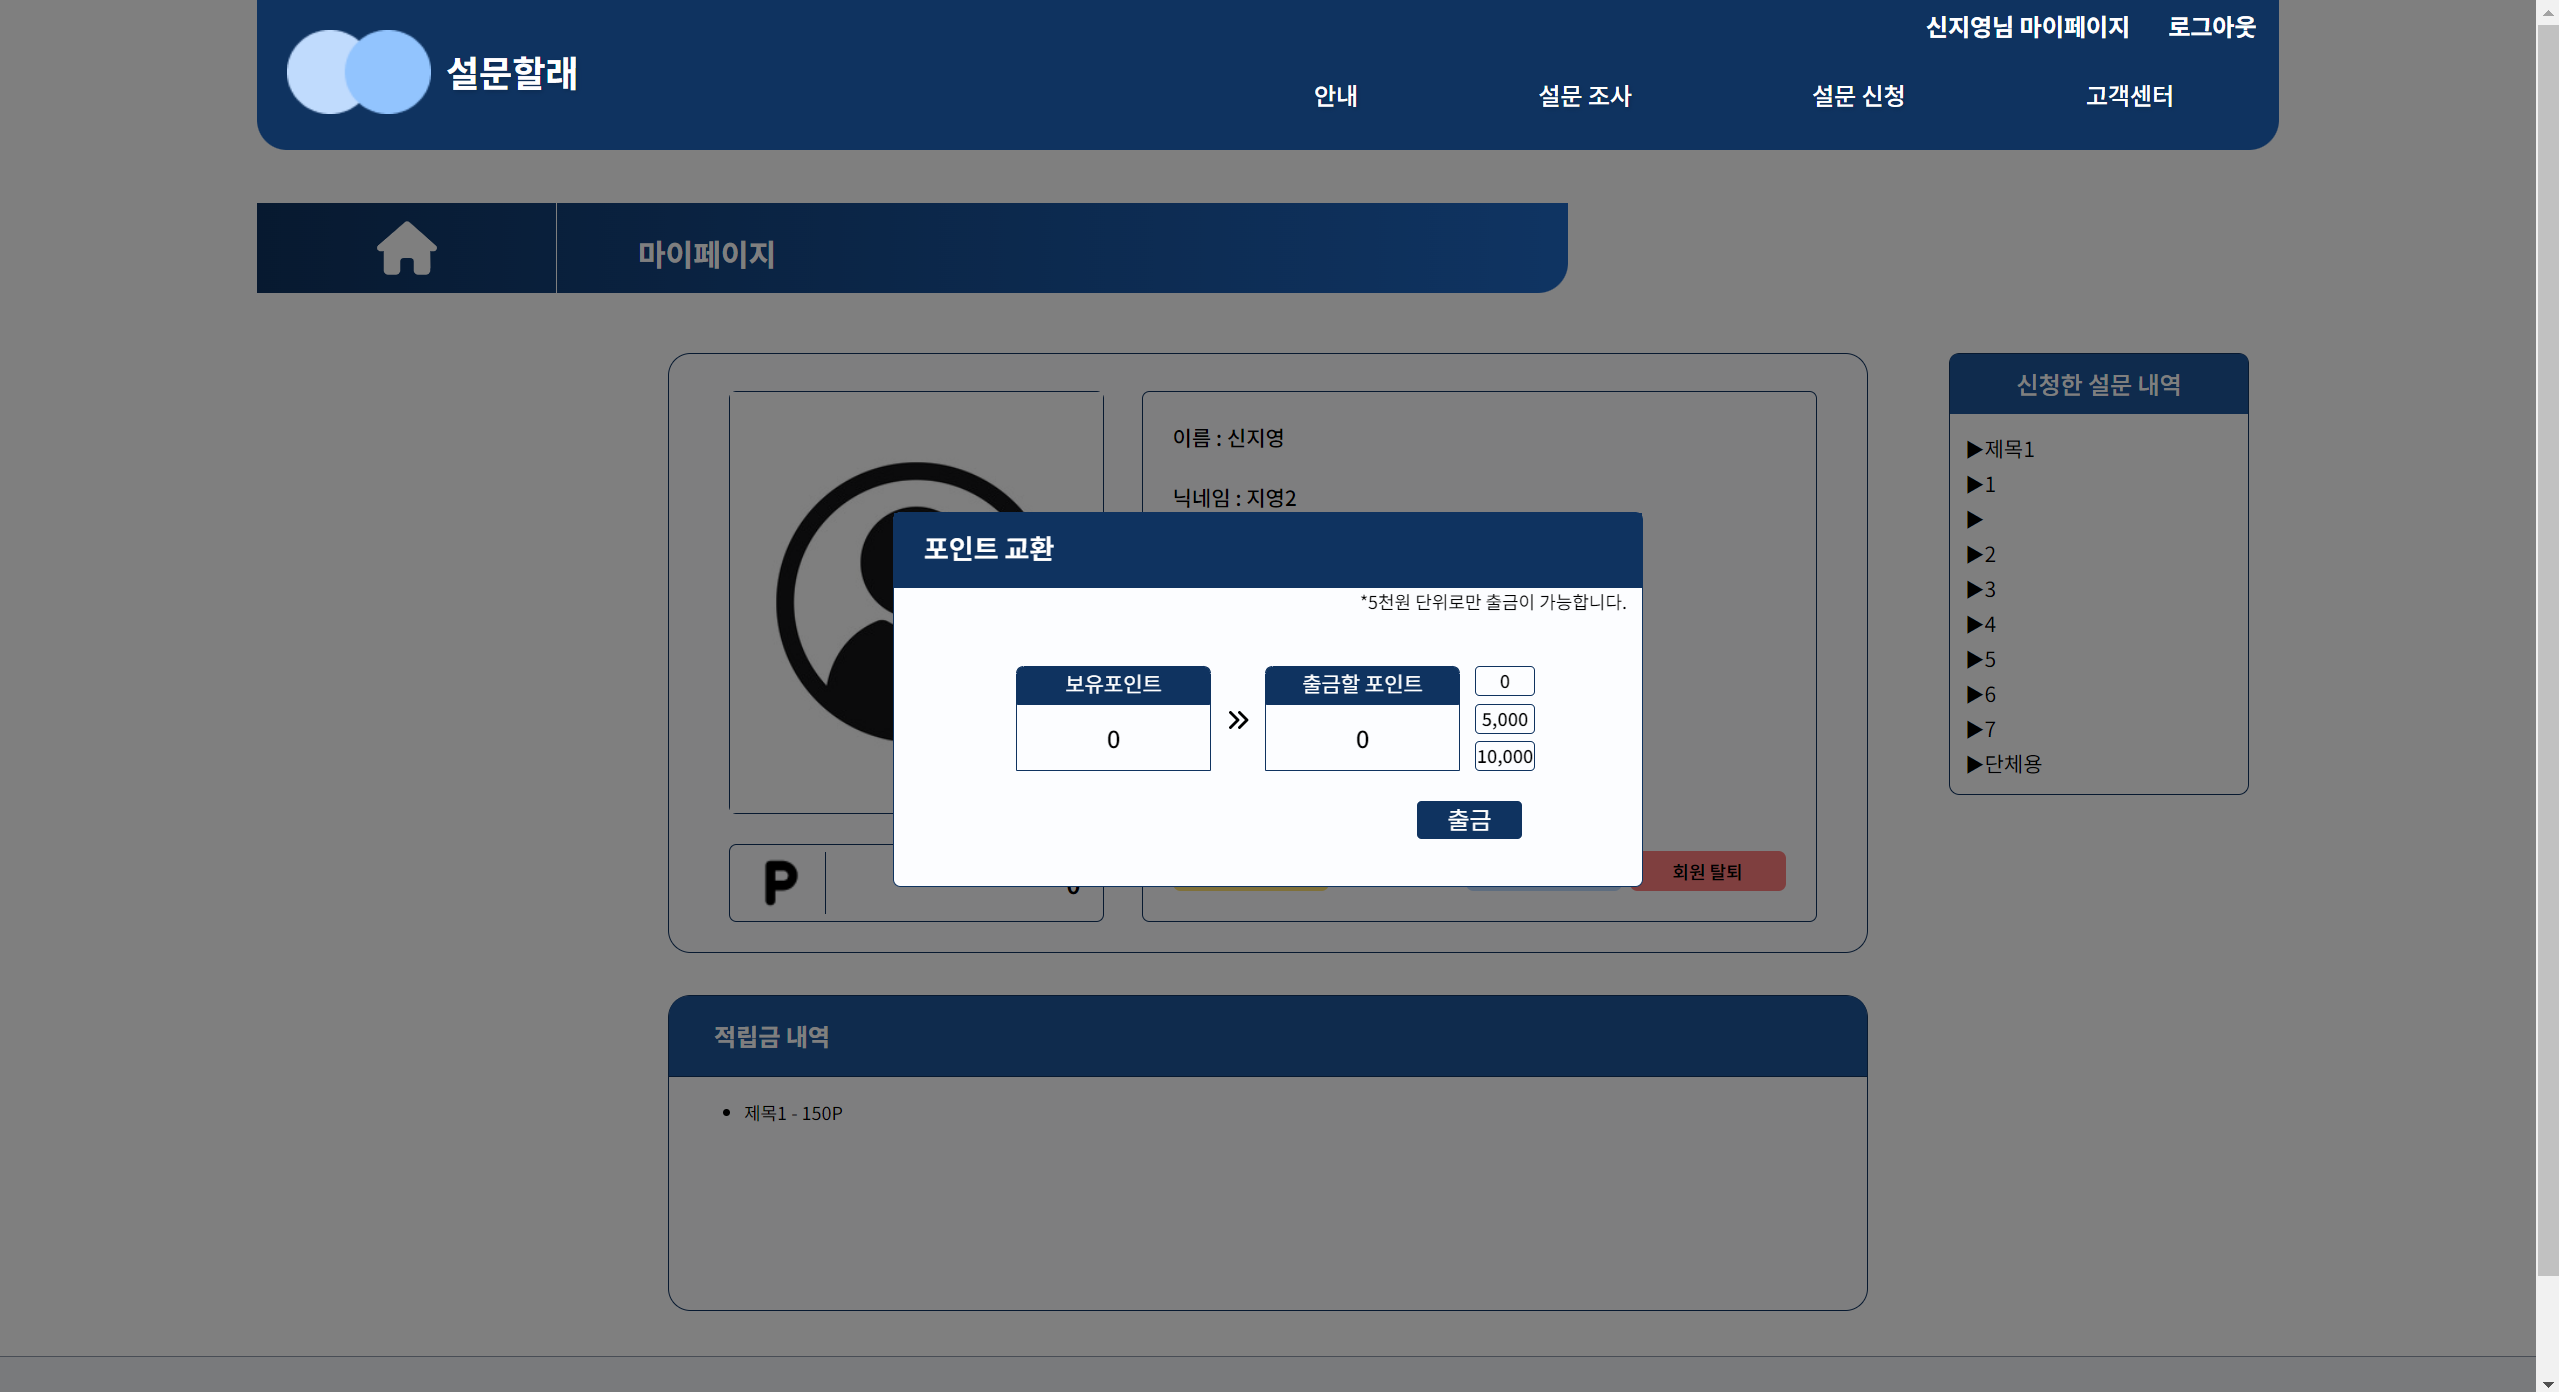 신지영님 마이페이지 로그아웃
설문할래
안내 설문 조사 설문 신청 고객센터
마이페이지
이름 : 신지영
닉네임 : 지영2
포인트 교환
*5천원 단위로만 출금이 가능합니다.
보유포인트
0
출금할 포인트
0
0
5,000
10,000
출금
P
0
회원 탈퇴
신청한 설문 내역
▶제목1
▶1
▶
▶2
▶3
▶4
▶5
▶6
▶7
▶단체용
적립금 내역
• 제목1 - 150P